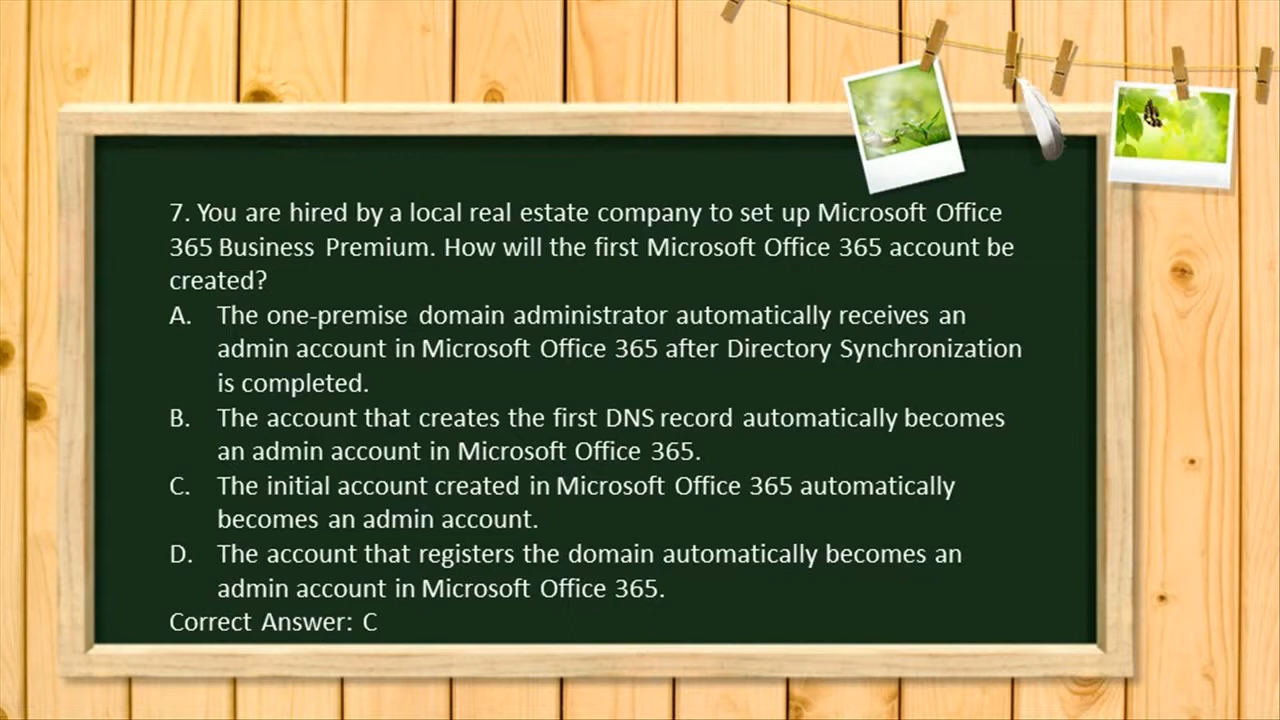 7. You are hired by a local real estate company to set up Microsoft Office
365 Business Premium. How will the first Microsoft Office 365 account be
created?
A. The one-premise domain administrator automatically receives an
admin account in Microsoft Office 365 after Directory Synchronization
is completed.
B. The account that creates the first DNS record automatically becomes
an admin account in Microsoft Office 365.
C. The initial account created in Microsoft Office 365 automatically
becomes an admin account.
D. The account that registers the domain automatically becomes an
admin account in Microsoft Office 365.
Correct Answer: C